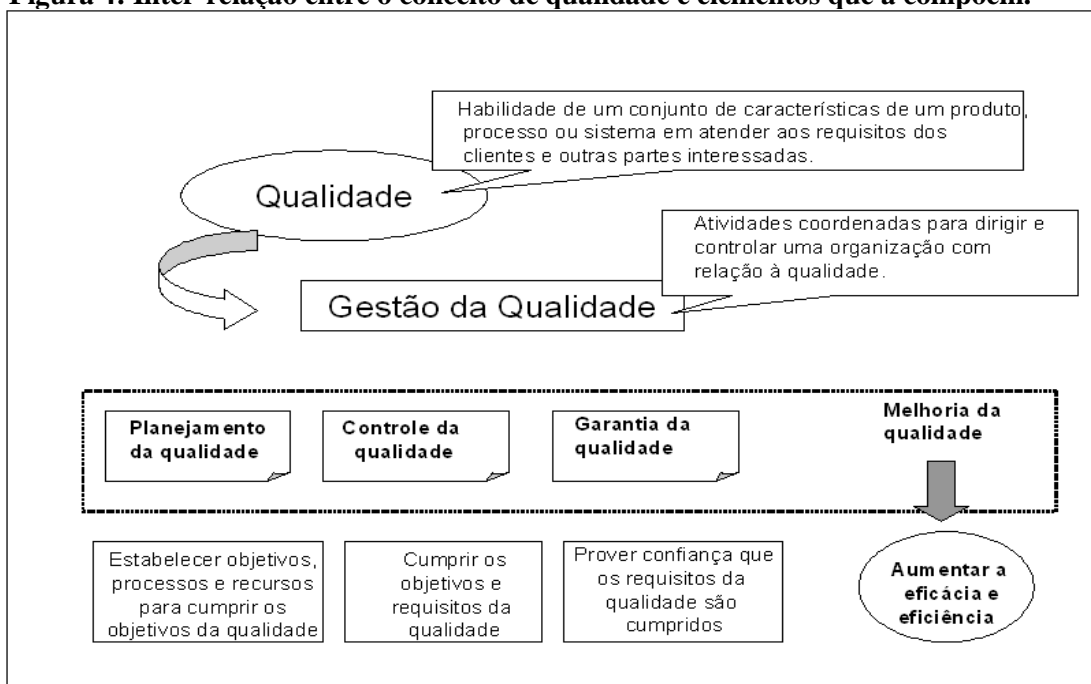 Figura 4: Inter-relação entre o conceito de qualidade e elementos que a compõem.
Habilidade de um conjunto de características de um produto,
processo ou sistema em atender aos requisitos dos
clientes e outras partes interessadas.
Qualidade
Atividades coordenadas para dirigir e
controlar uma organização com
relação à qualidade.
Gestão da Qualidade
Planejamento
da qualidade
Controle da
qualidade
Garantia da
qualidade
Melhoria da
qualidade
Estabelecer objetivos,
processos e recursos
para cumprir os
objetivos da qualidade
Cumprir os
objetivos e
requisitos da
qualidade
Prover confiança que
os requisitos da
qualidade são
cumpridos
Aumentar a
eficácia e
eficiência